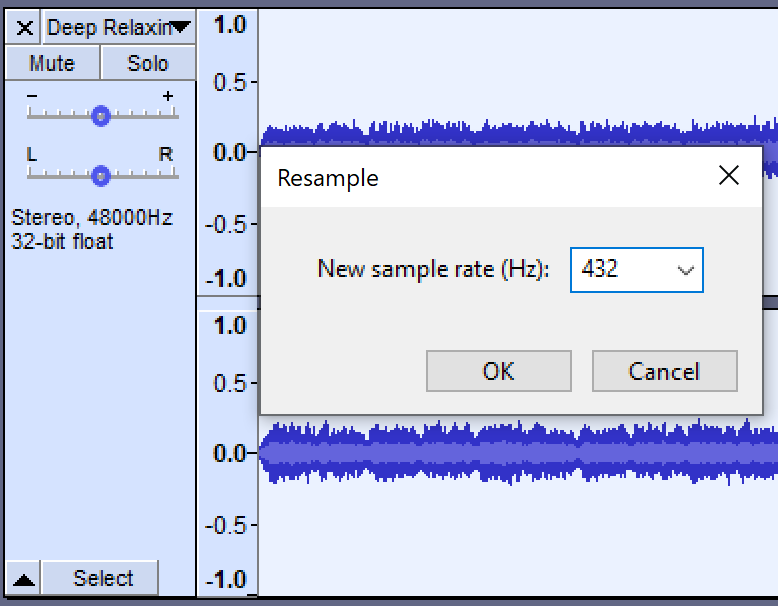 Deep Relaxin
Mute Solo
- +
L R
Stereo, 48000Hz
32-bit float
Select
1.0
0.5
0.0
-0.5
-1.0
1.0
0.5
0.0
-0.5
-1.0
Resample
New sample rate (Hz): 432
OK Cancel